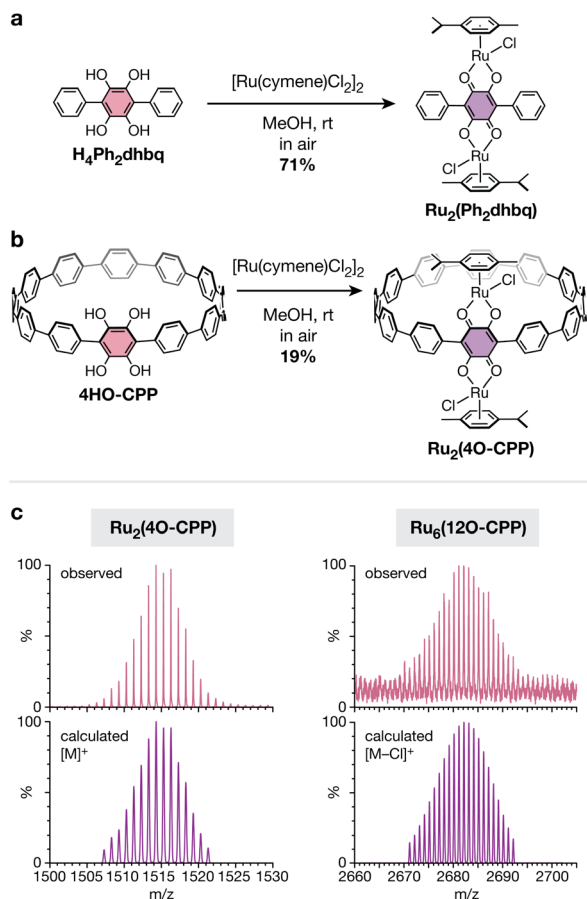 a
HO OH
HO OH
H4Ph2dhbq
[Ru(cymene)Cl2]2
MeOH, rt
in air
71%
Cl
Ru
O O
O O
Ru
Cl
Ru2(Ph2dhbq)
b
HO OH
HO OH
4HO-CPP
[Ru(cymene)Cl2]2
MeOH, rt
in air
19%
Cl
Ru
O O
O O
Ru
Cl
Ru2(4O-CPP)
c
Ru2(4O-CPP)
Ru6(12O-CPP)
100
observed
%
0
100
calculated
[M]+
%
0
1500 1505 1510 1515 1520 1525 1530
m/z
100
observed
%
0
100
calculated
[M–Cl]+
%
0
2660 2670 2680 2690 2700
m/z